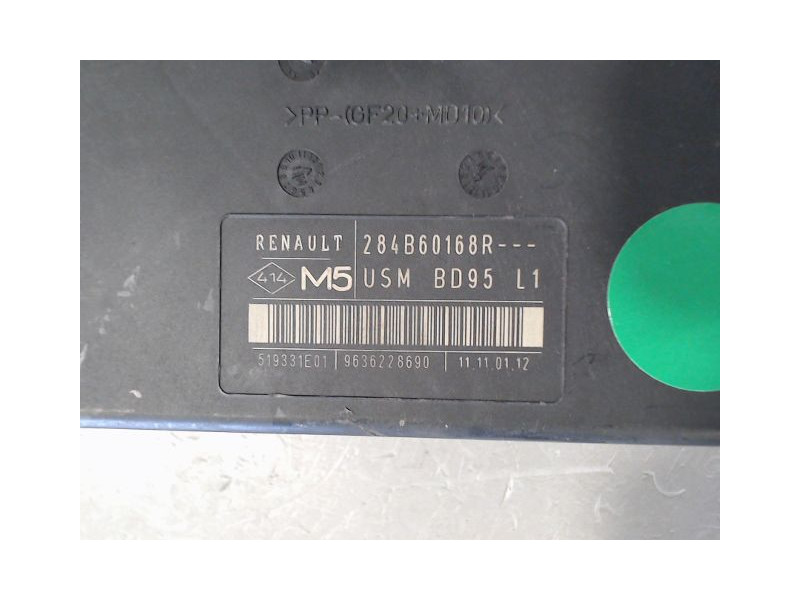 >PP-(GF20+MD10)<
RENAULT 284B60168R---
414 M5 USM BD95 L1
519331E01 9636228690 11.11.01.12